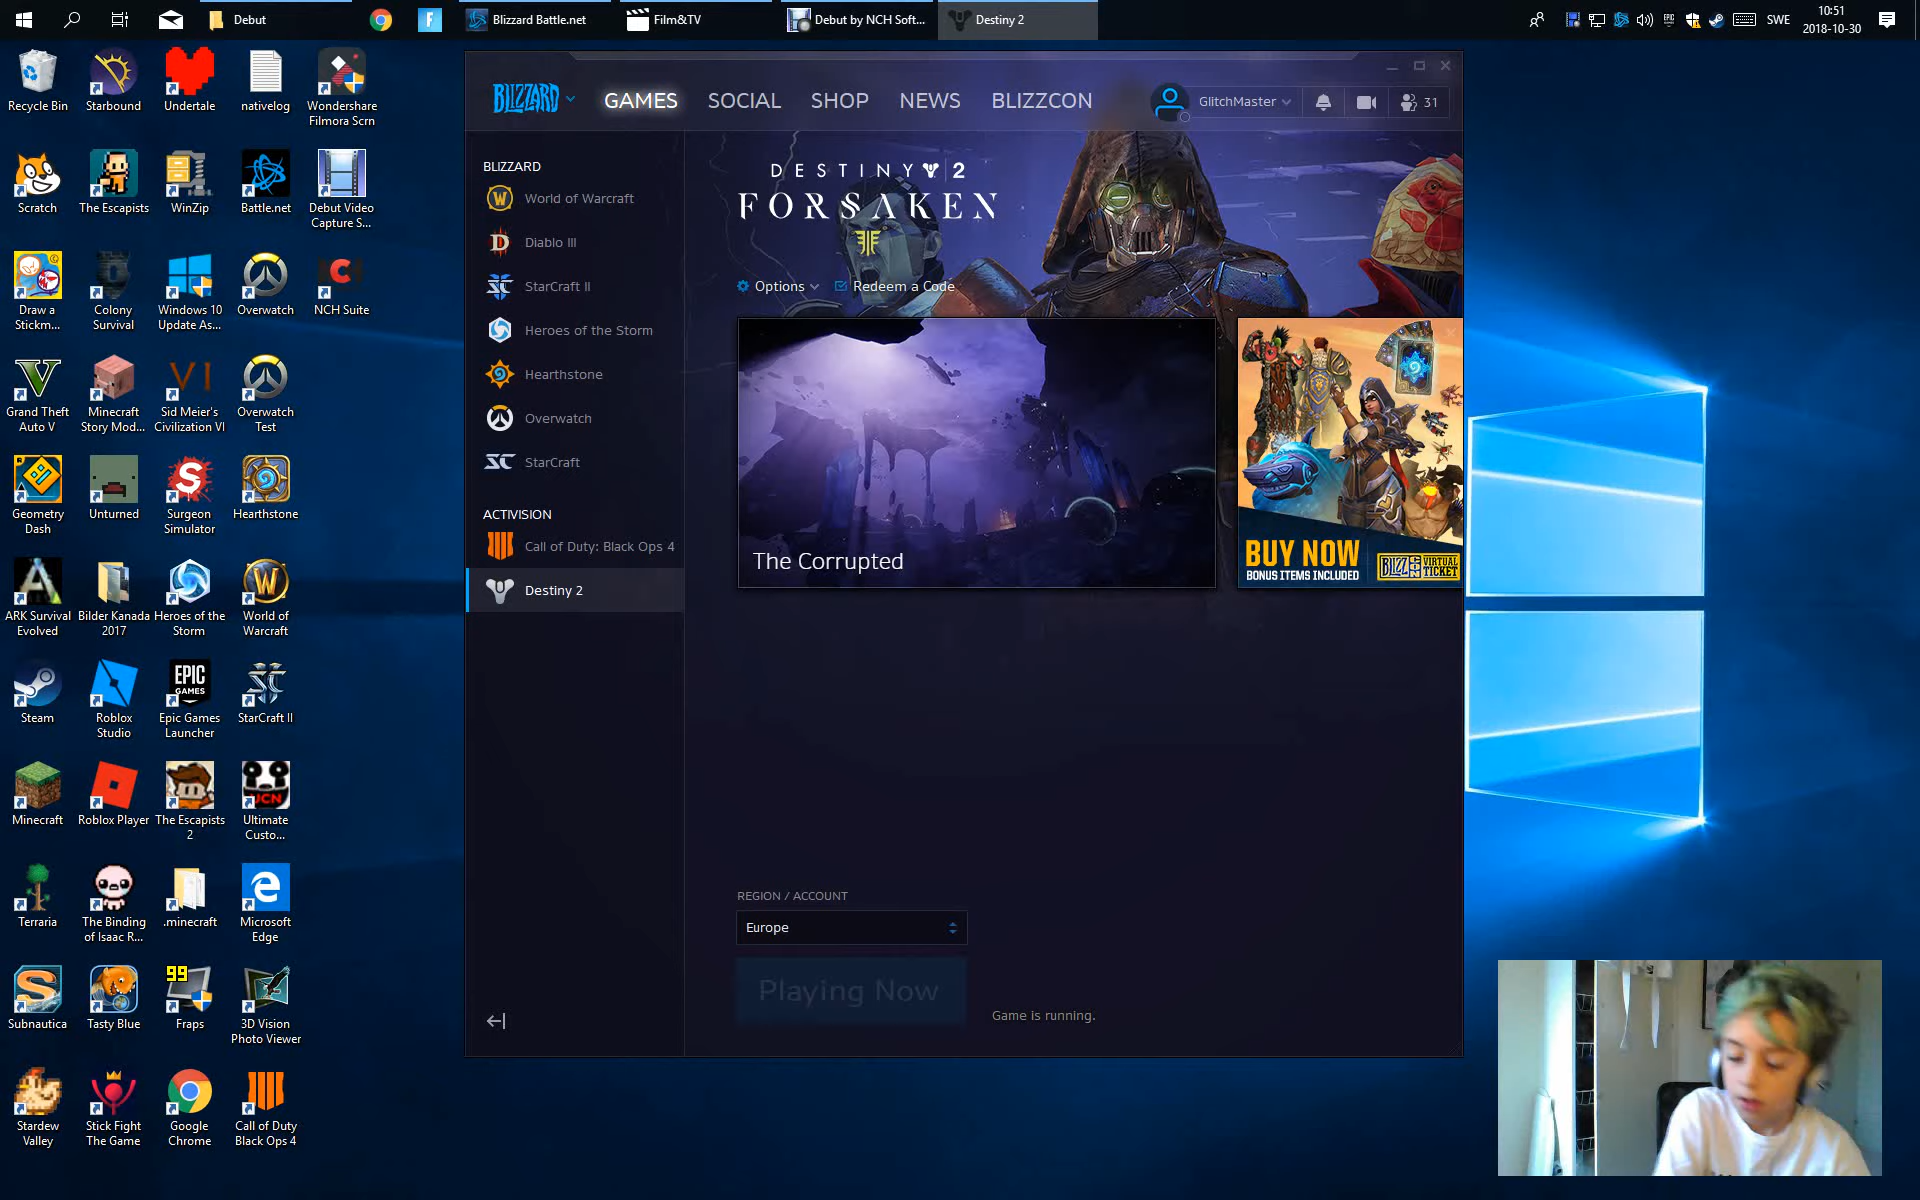 Debut
Blizzard Battle.net
Film&TV
Debut by NCH Soft...
Destiny 2
SWE
10:51
2018-10-30
Recycle Bin
Starbound
Undertale
nativelog
Wondershare
Filmora Scrn
Scratch
The Escapists
WinZip
Battle.net
Debut Video
Capture S...
Draw a
Stickm...
Colony
Survival
Windows 10
Update As...
Overwatch
NCH Suite
Grand Theft
Auto V
Minecraft
Story Mod...
Sid Meier's
Civilization VI
Overwatch
Test
Geometry
Dash
Unturned
Surgeon
Simulator
Hearthstone
ARK Survival
Evolved
Bilder Kanada
2017
Heroes of the
Storm
World of
Warcraft
Steam
Roblox
Studio
EPIC
GAMES
Epic Games
Launcher
StarCraft II
Minecraft
Roblox Player
The Escapists
2
UCN
Ultimate
Custo...
Terraria
The Binding
of Isaac R...
.minecraft
Microsoft
Edge
Subnautica
Tasty Blue
99
Fraps
3D Vision
Photo Viewer
Stardew
Valley
Stick Fight
The Game
Google
Chrome
Call of Duty
Black Ops 4
BLIZZARD
GAMES
SOCIAL
SHOP
NEWS
BLIZZCON
GlitchMaster
31
BLIZZARD
World of Warcraft
Diablo III
StarCraft II
Heroes of the Storm
Hearthstone
Overwatch
StarCraft
ACTIVISION
Call of Duty: Black Ops 4
Destiny 2
DESTINY 2
FORSAKEN
Options
Redeem a Code
The Corrupted
BUY NOW
BONUS ITEMS INCLUDED
BLIZZCON
VIRTUAL
TICKET
REGION / ACCOUNT
Europe
Playing Now
Game is running.